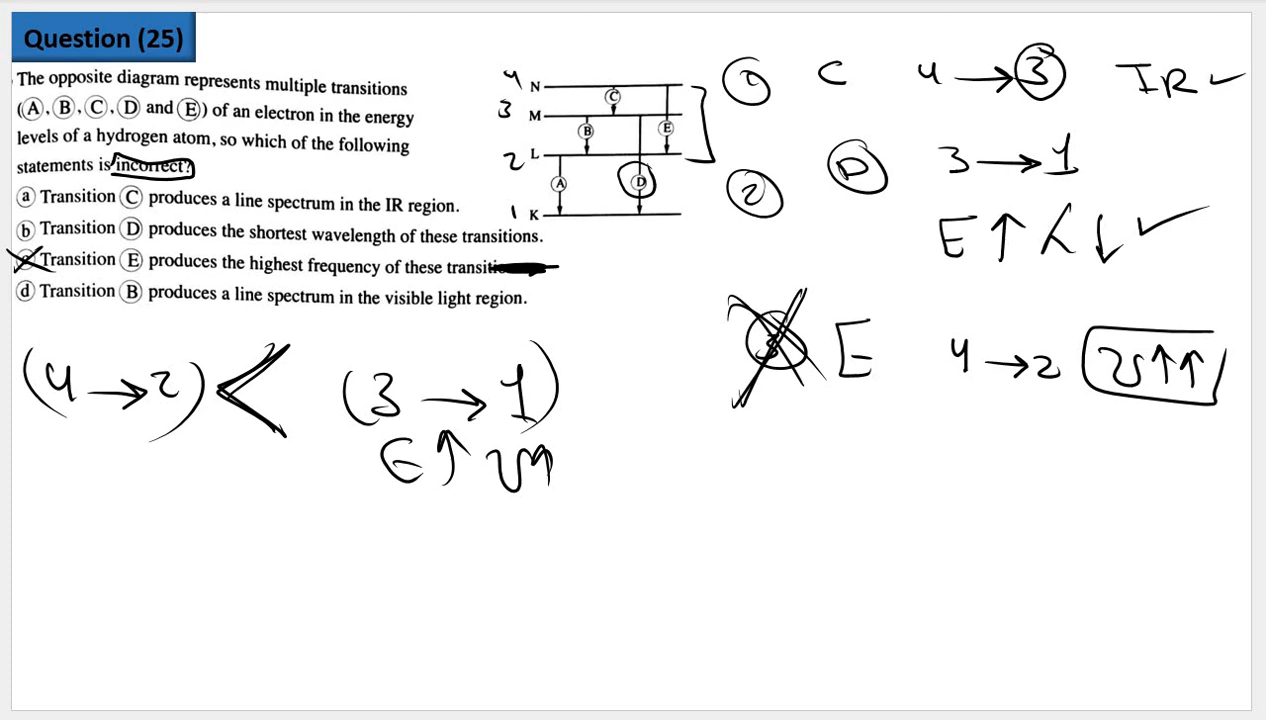 Question (25)
The opposite diagram represents multiple transitions
(Ⓐ, Ⓑ, Ⓒ, Ⓓ and Ⓔ) of an electron in the energy
levels of a hydrogen atom, so which of the following
statements is incorrect?
ⓐ Transition Ⓒ produces a line spectrum in the IR region.
ⓑ Transition Ⓓ produces the shortest wavelength of these transitions.
Transition Ⓔ produces the highest frequency of these
ⓓ Transition Ⓑ produces a line spectrum in the visible light region.
4 N
3 M
2 L
1 K
Ⓒ
Ⓑ Ⓔ
Ⓐ Ⓓ
① C 4 → 3 IR ✓
② D 3 → 1
E ↑ λ ↓ ✓
③ E 4 → 2 υ ↑↑
(4 → 2) < (3 → 1)
E ↑ υ ↑